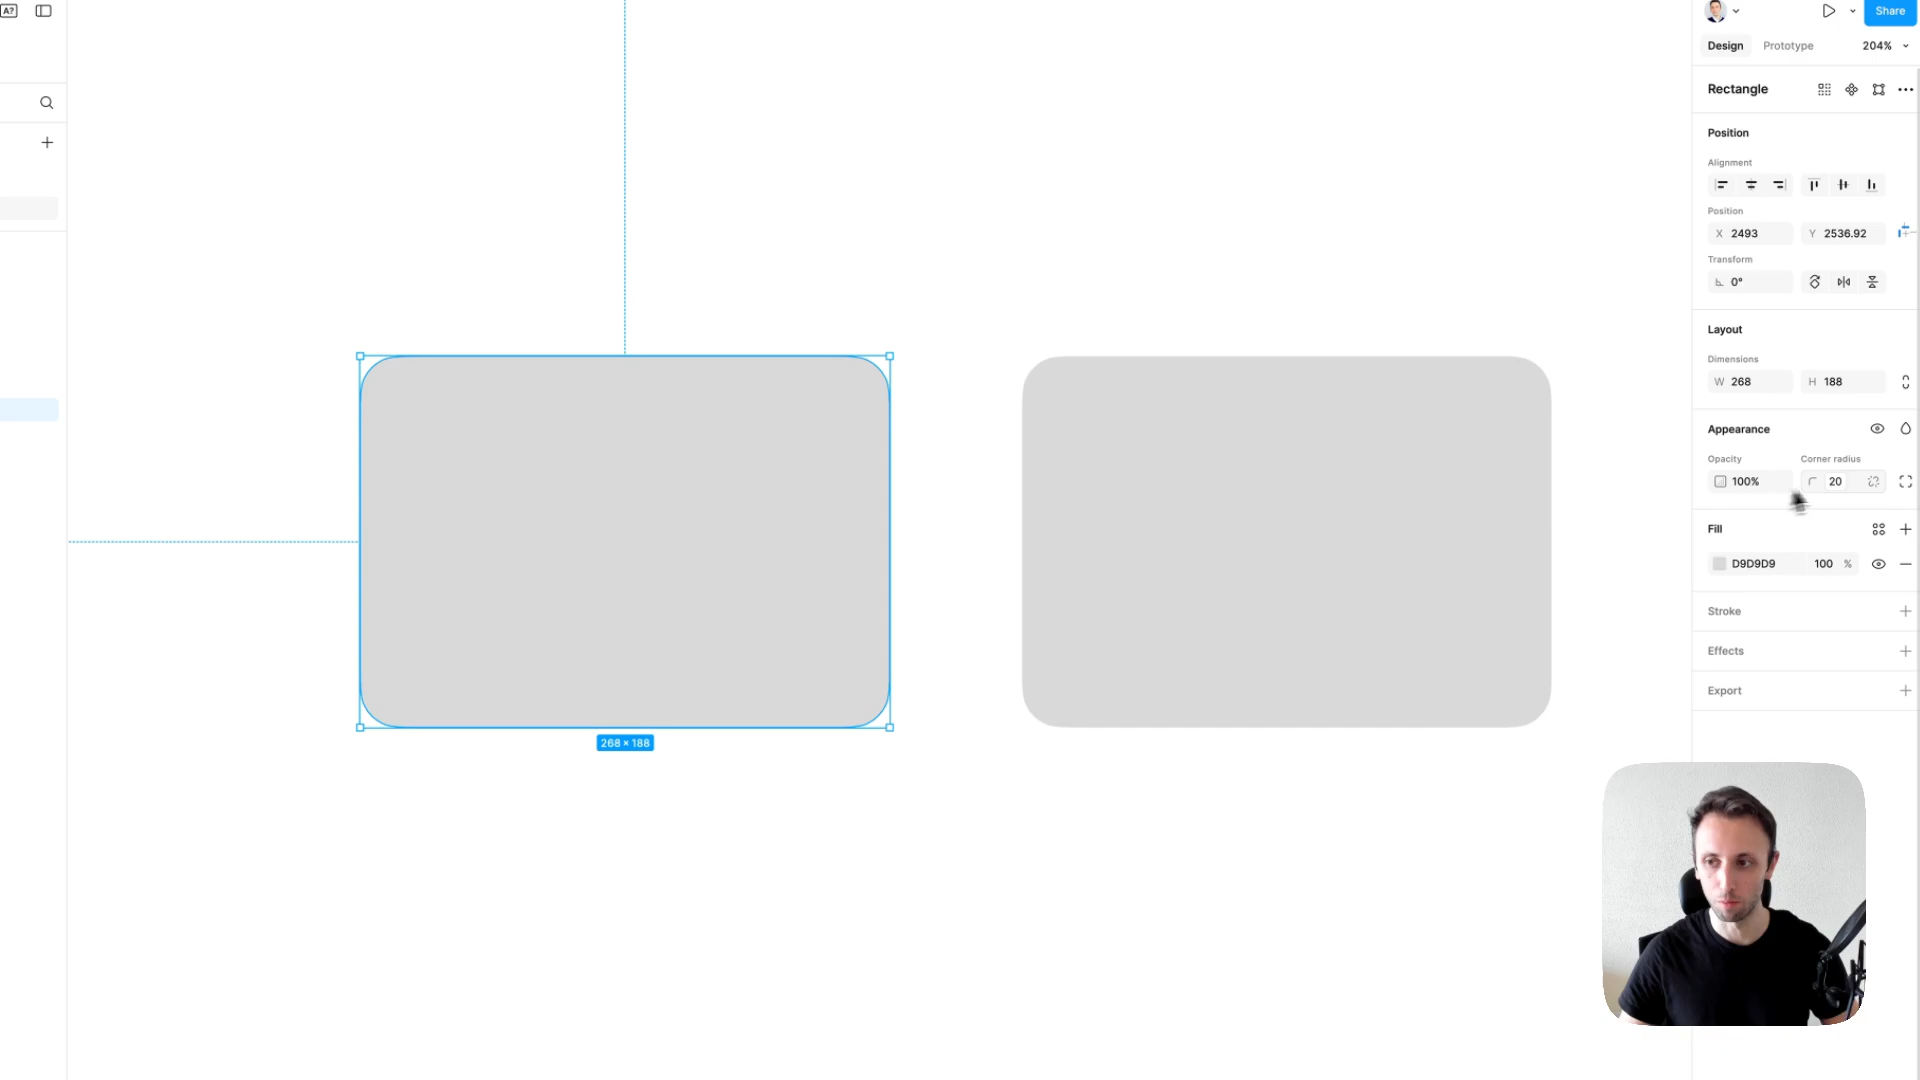 A?
Share
Design Prototype 204%
Rectangle
Position
Alignment
Position
X 2493 Y 2536.92
Transform
0°
Layout
Dimensions
W 268 H 188
Appearance
Opacity Corner radius
100% 20
Fill
D9D9D9 100 %
Stroke
Effects
Export
268 × 188